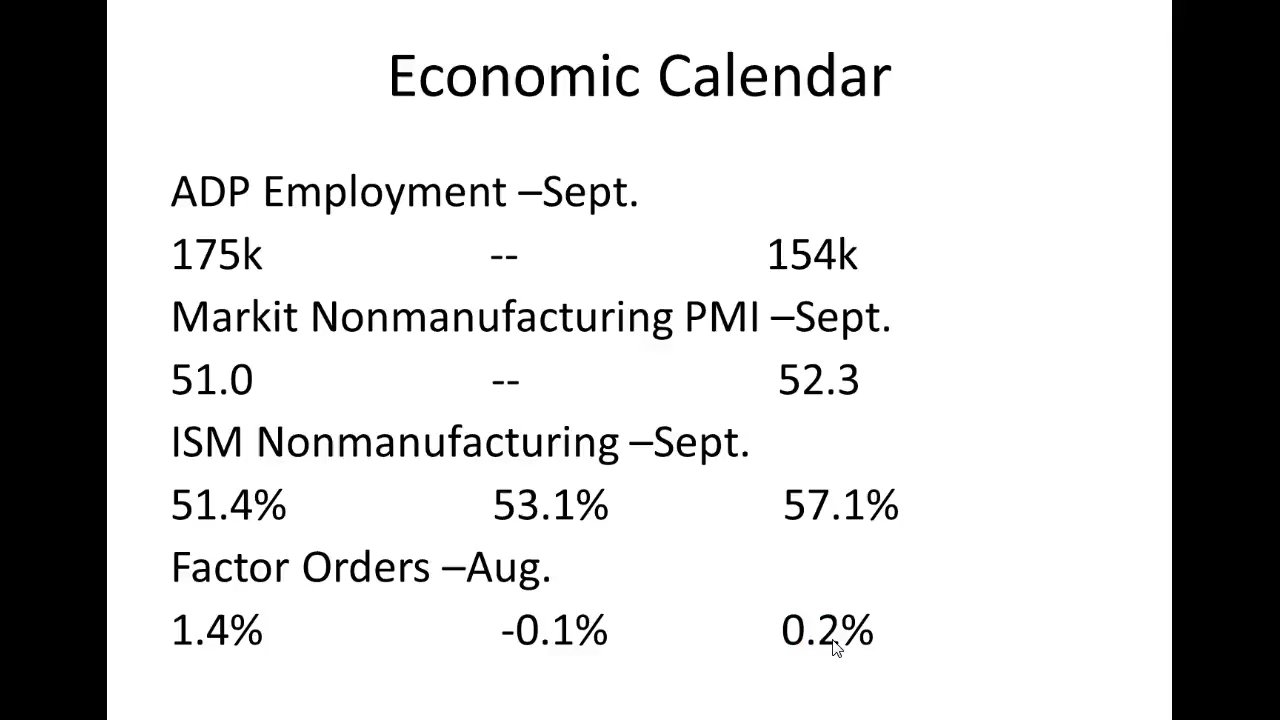 Economic Calendar
ADP Employment –Sept.
175k -- 154k
Markit Nonmanufacturing PMI –Sept.
51.0 -- 52.3
ISM Nonmanufacturing –Sept.
51.4% 53.1% 57.1%
Factor Orders –Aug.
1.4% -0.1% 0.2%